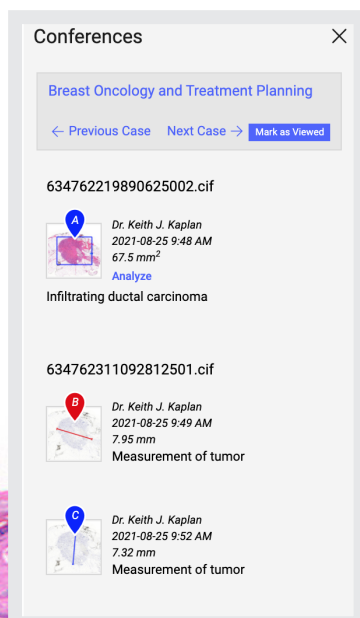 Conferences
Breast Oncology and Treatment Planning
← Previous Case Next Case → Mark as Viewed
634762219890625002.cif
A
Dr. Keith J. Kaplan
2021-08-25 9:48 AM
67.5 mm²
Analyze
Infiltrating ductal carcinoma
634762311092812501.cif
B
Dr. Keith J. Kaplan
2021-08-25 9:49 AM
7.95 mm
Measurement of tumor
C
Dr. Keith J. Kaplan
2021-08-25 9:52 AM
7.32 mm
Measurement of tumor